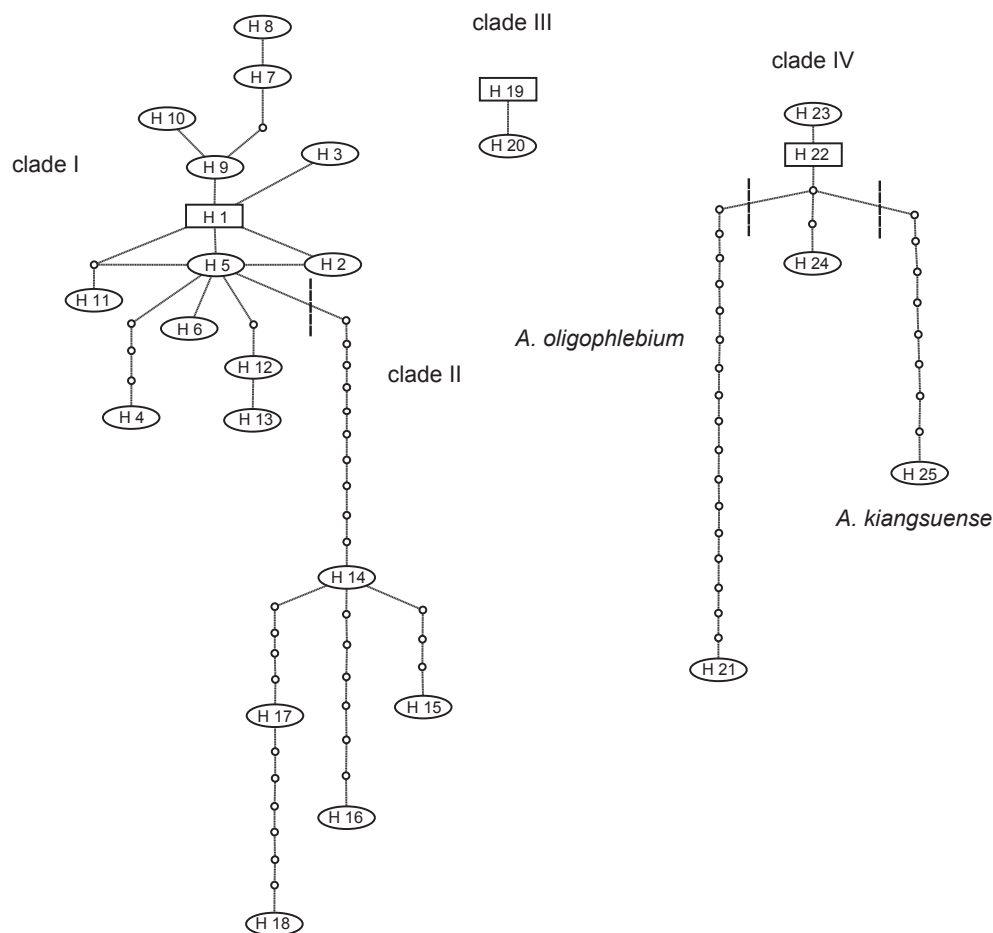 H 8
clade III
H 7
clade IV
H 19
H 23
H 10
H 20
H 3
H 22
clade I
H 9
H 1
H 5
H 2
H 24
H 11
H 6
A. oligophlebium
H 12
clade II
H 4
H 13
H 25
A. kiangsuense
H 14
H 21
H 17
H 15
H 16
H 18